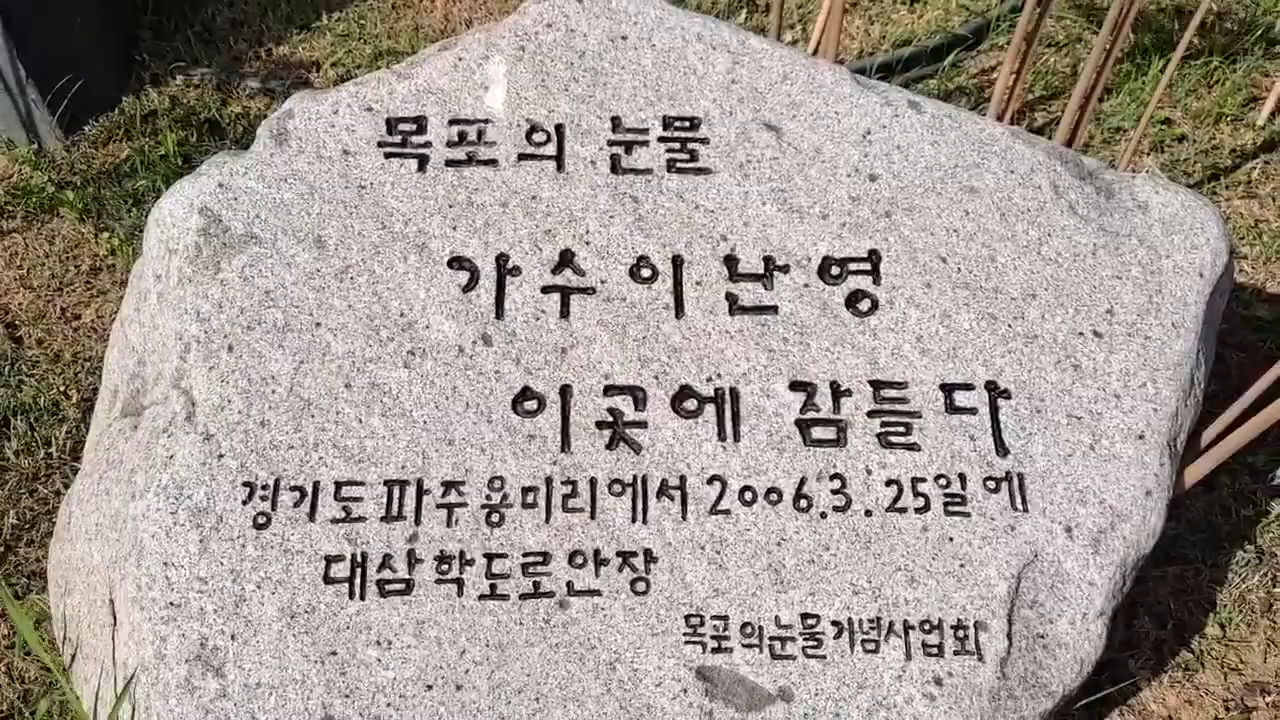 목포의 눈물
가수이난영
이곳에 잠들다
경기도파주용미리에서 2006.3.25일에
대삼학도로안장
목포의눈물기념사업회